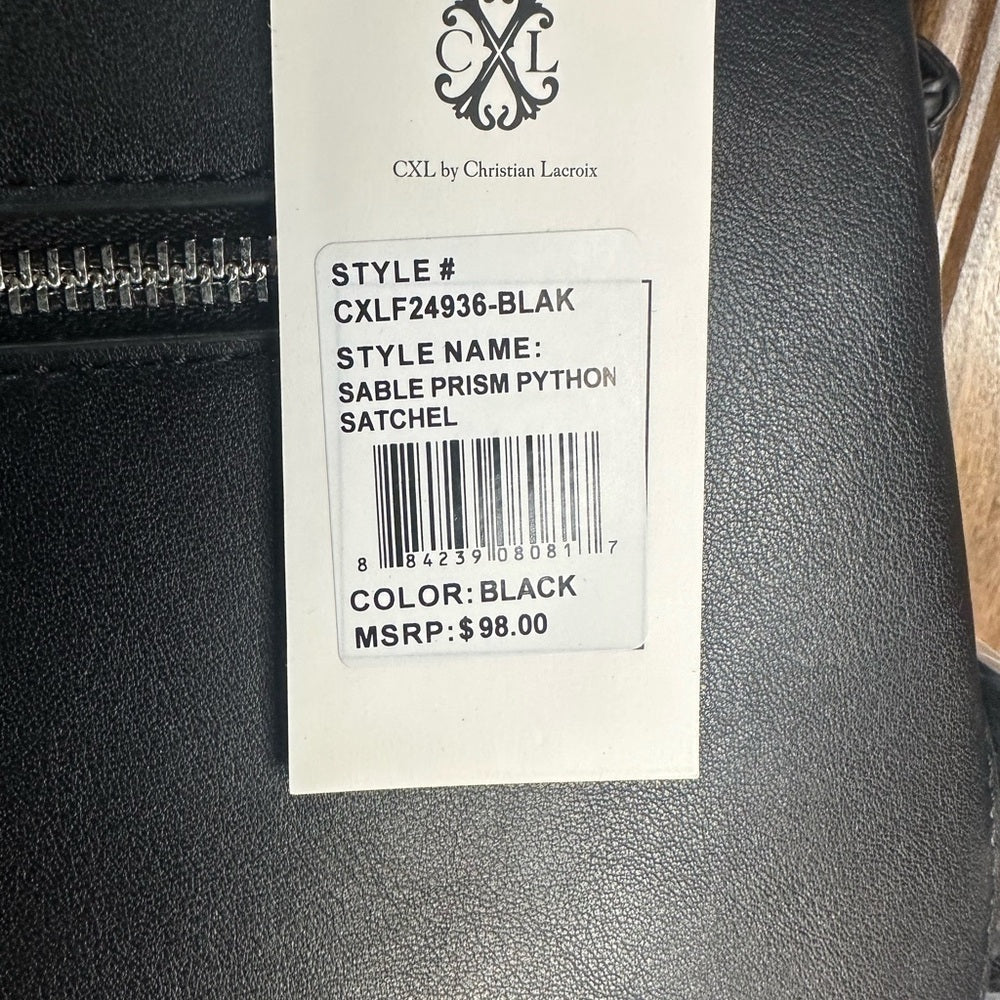 CXL
CXL by Christian Lacroix
STYLE #
CXLF24936-BLAK
STYLE NAME:
SABLE PRISM PYTHON
SATCHEL
8 84239 08081 7
COLOR: BLACK
MSRP: $98.00